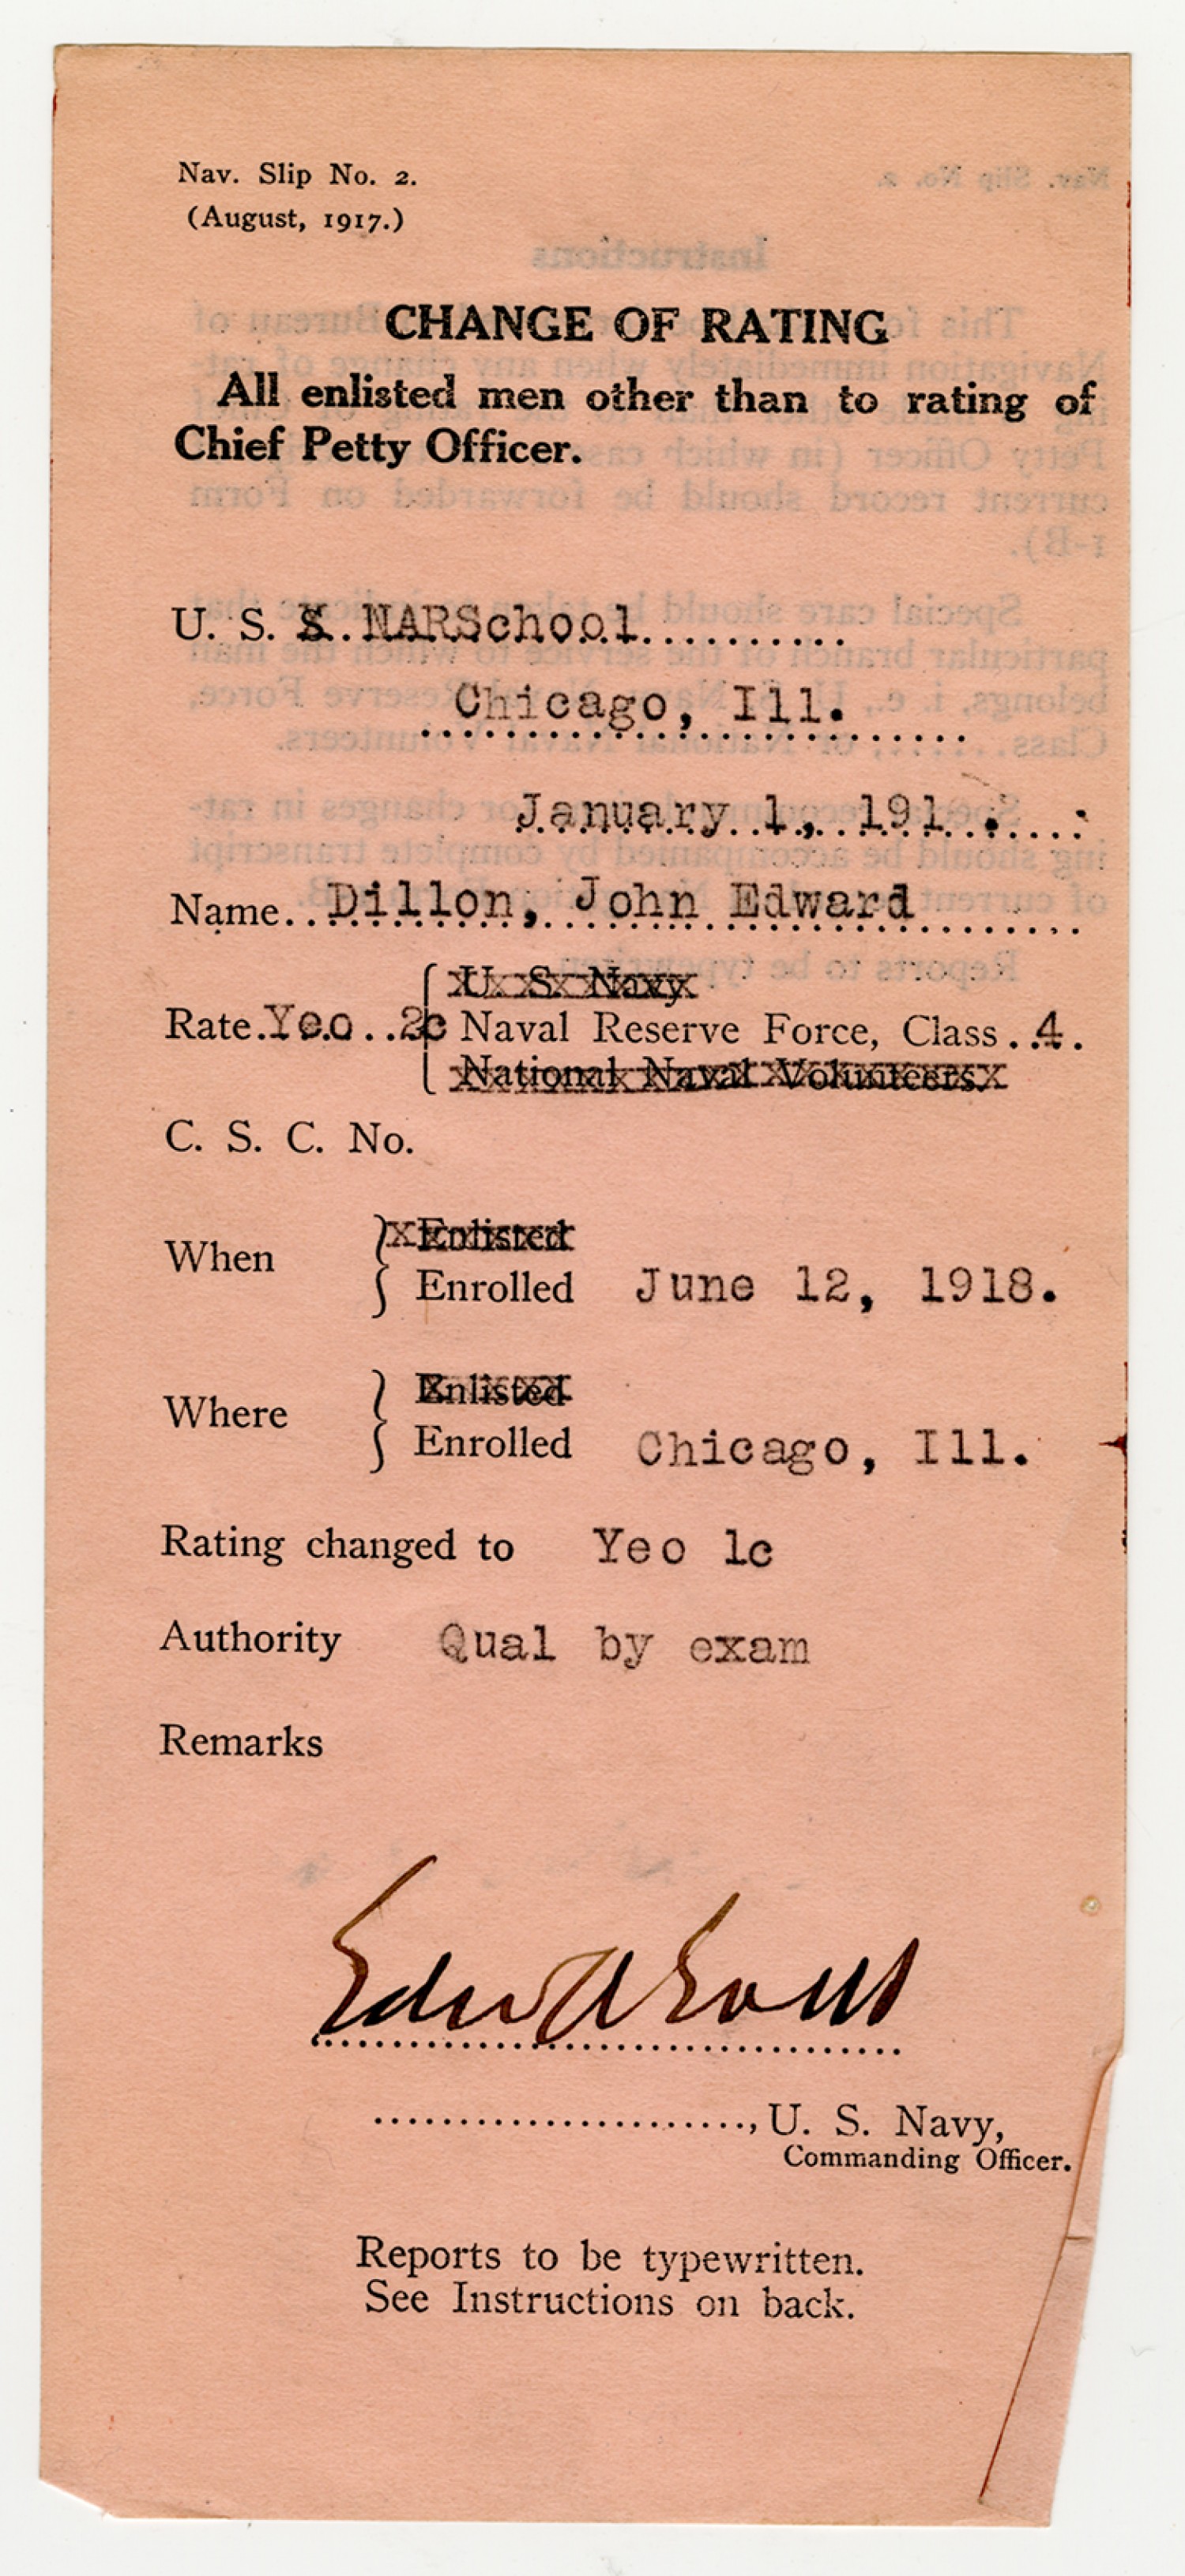 Nav. Slip No. 2.
(August, 1917.)
CHANGE OF RATING
All enlisted men other than to rating of
Chief Petty Officer.
U. S. S. NARSchool
Chicago, Ill.
January 1, 191
Name Dillon, John Edward
U. S. Navy
Rate Yeo 2c Naval Reserve Force, Class 4.
National Naval Volunteers.
C. S. C. No.
Enlisted
When
Enrolled June 12, 1918.
Enlisted
Where
Enrolled Chicago, Ill.
Rating changed to Yeo 1c
Authority Qual by exam
Remarks
, U. S. Navy,
Commanding Officer.
Reports to be typewritten.
See Instructions on back.